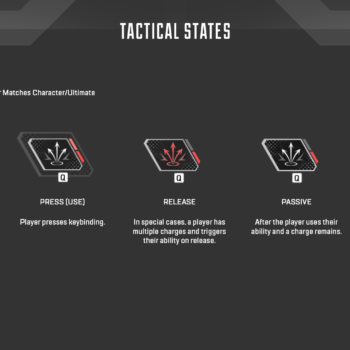 TACTICAL STATES
Matches Character/Ultimate
Q
Q
Q
PRESS (USE)
RELEASE
PASSIVE
Player presses keybinding.
In special cases, a player has
multiple charges and triggers
their ability on release.
After the player uses their
ability and a charge remains.